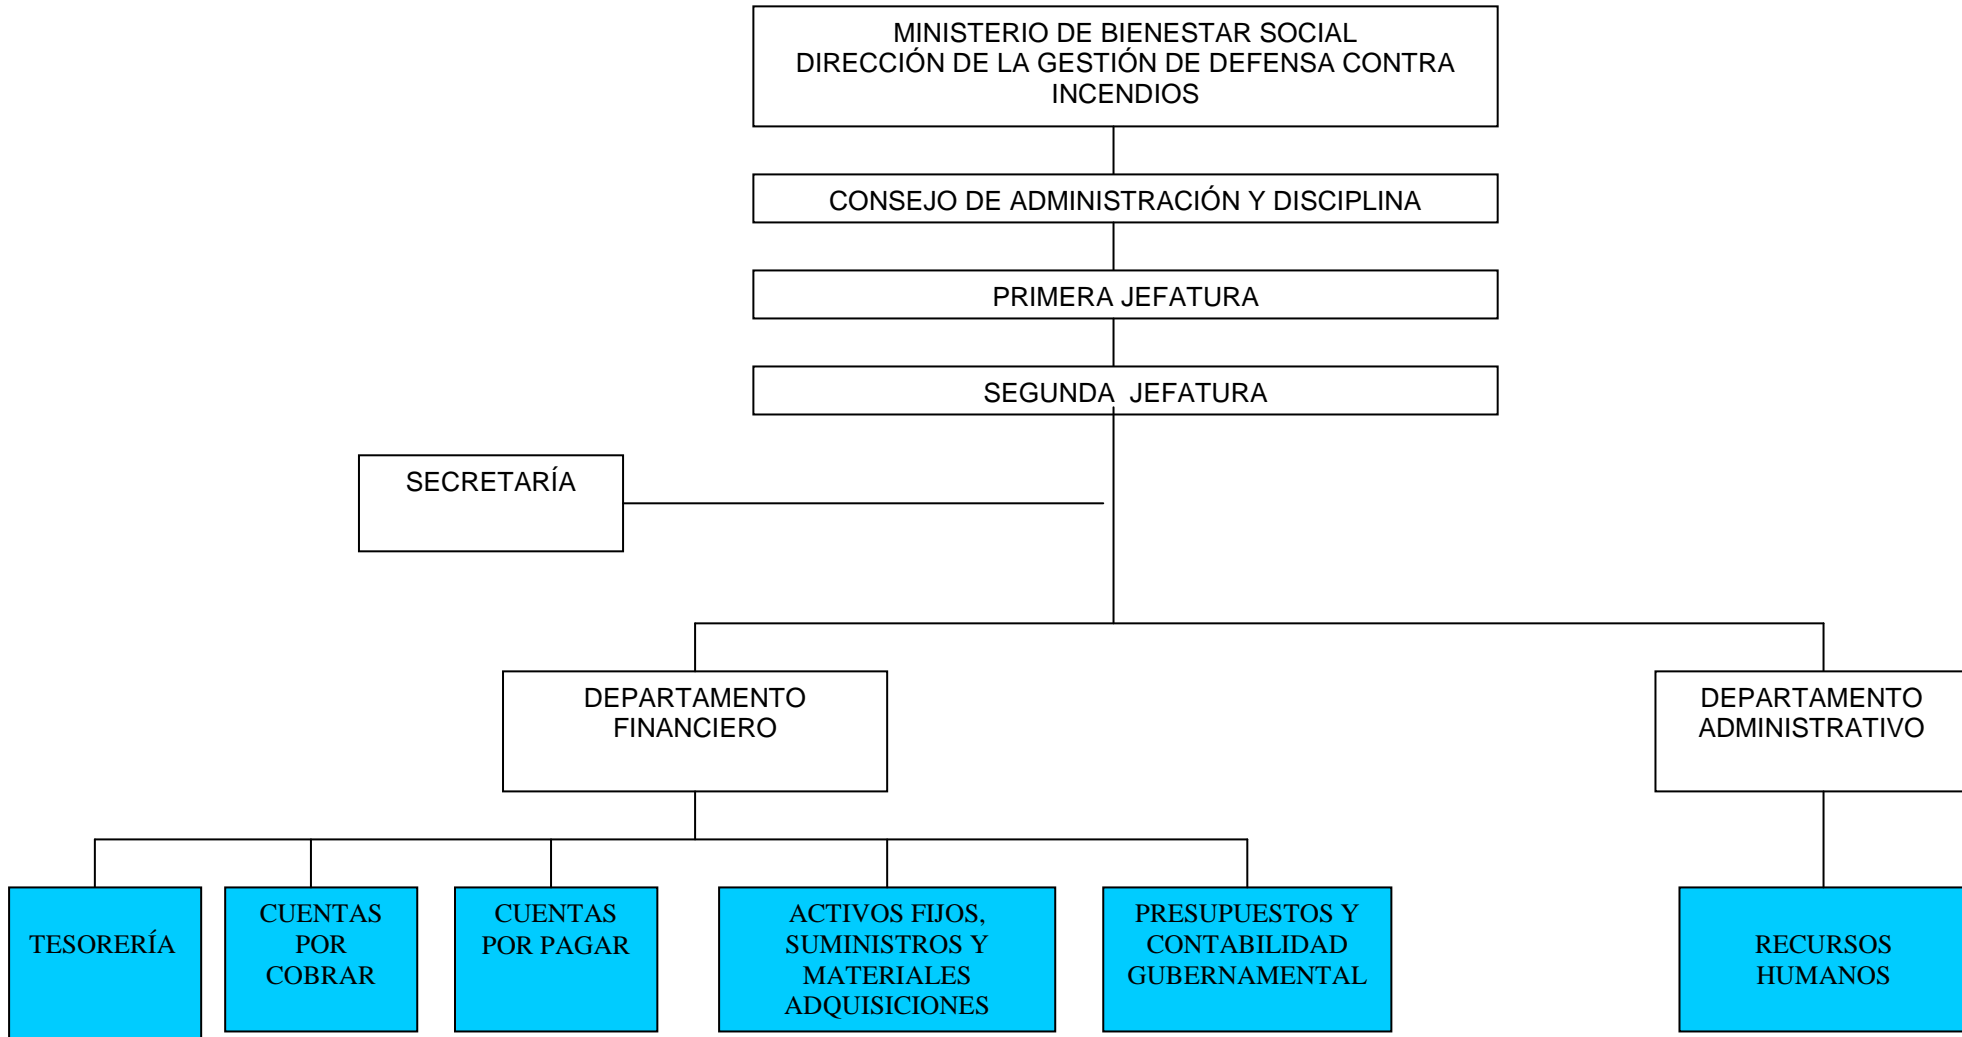 MINISTERIO DE BIENESTAR SOCIAL
DIRECCIÓN DE LA GESTIÓN DE DEFENSA CONTRA
INCENDIOS
CONSEJO DE ADMINISTRACIÓN Y DISCIPLINA
PRIMERA JEFATURA
SEGUNDA JEFATURA
SECRETARÍA
DEPARTAMENTO
FINANCIERO
DEPARTAMENTO
ADMINISTRATIVO
TESORERÍA
CUENTAS
POR
COBRAR
CUENTAS
POR PAGAR
ACTIVOS FIJOS,
SUMINISTROS Y
MATERIALES
ADQUISICIONES
PRESUPUESTOS Y
CONTABILIDAD
GUBERNAMENTAL
RECURSOS
HUMANOS